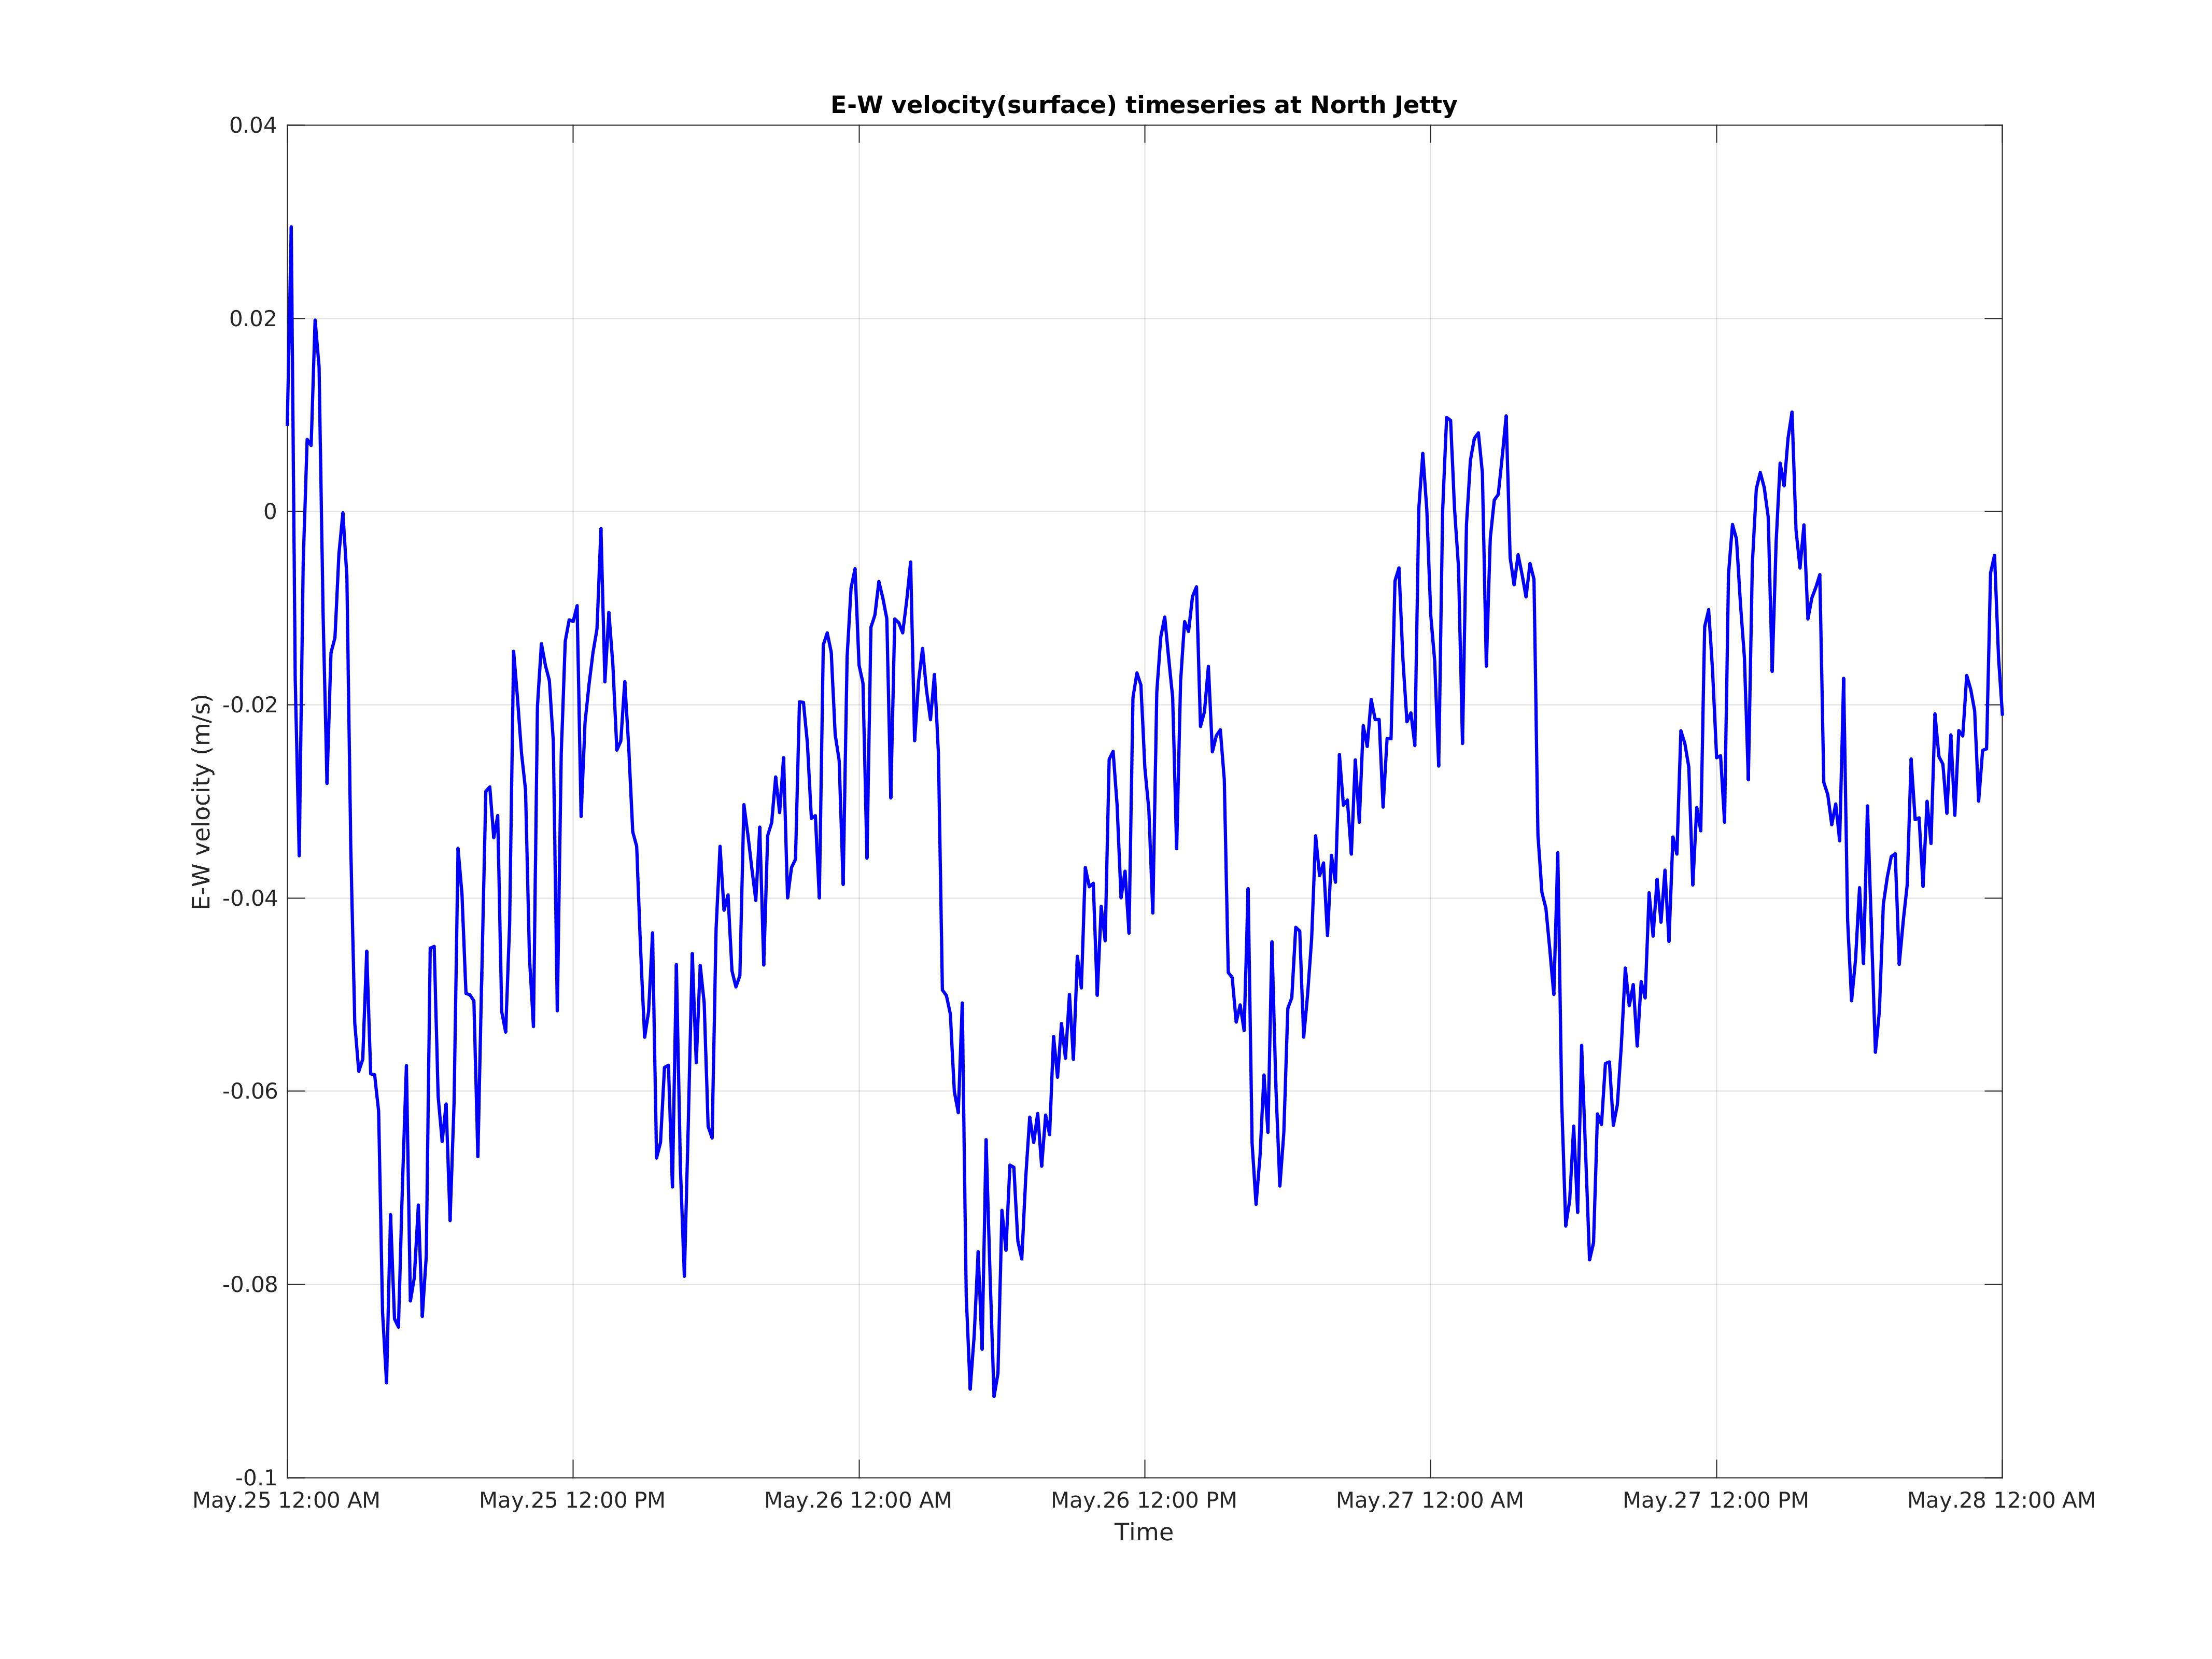 E-W velocity(surface) timeseries at North Jetty
0.04
0.02
0
-0.02
-0.04
-0.06
-0.08
-0.1
E-W velocity (m/s)
May.25 12:00 AM
May.25 12:00 PM
May.26 12:00 AM
May.26 12:00 PM
May.27 12:00 AM
May.27 12:00 PM
May.28 12:00 AM
Time